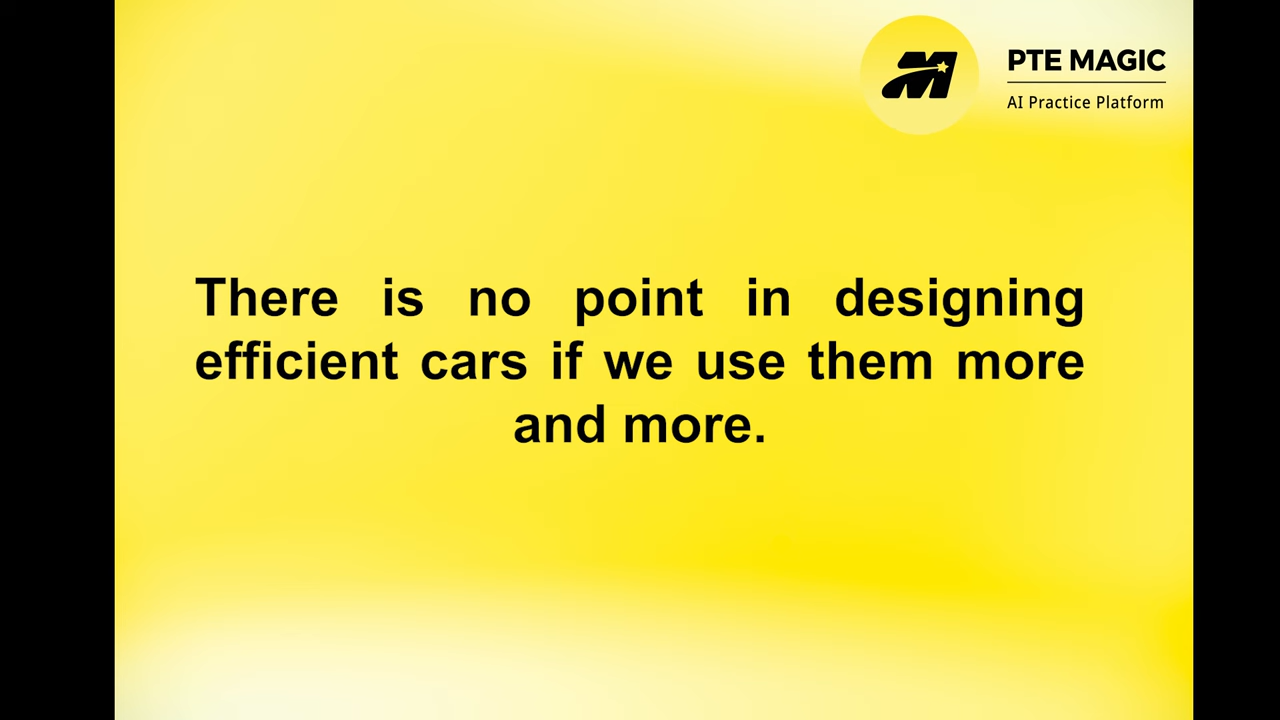 PTE MAGIC
AI Practice Platform
There is no point in designing
efficient cars if we use them more
and more.